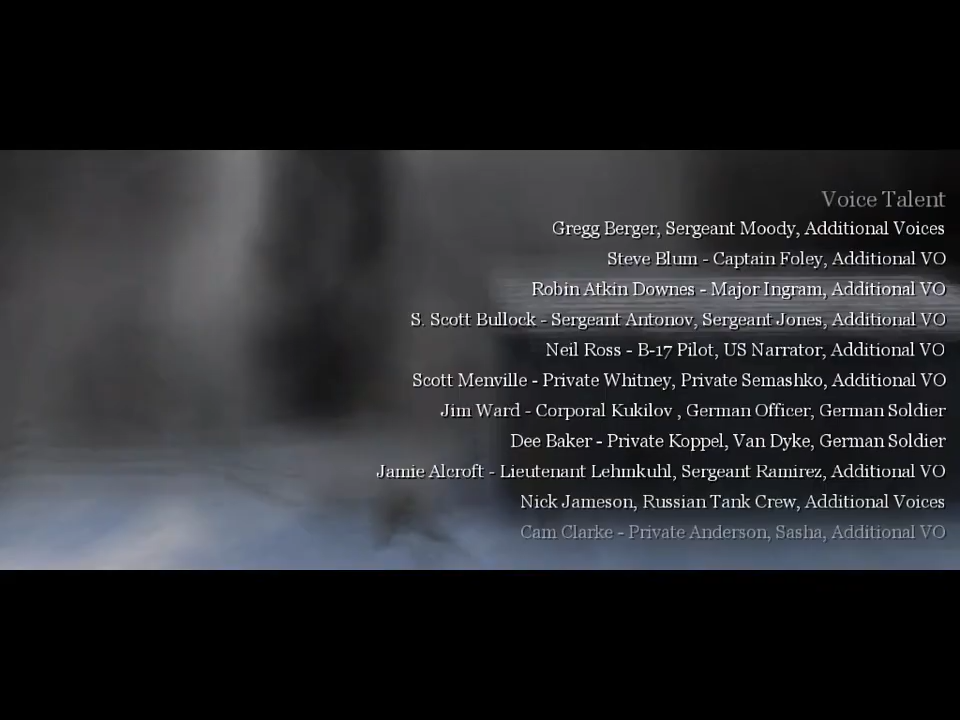 Voice Talent
Gregg Berger, Sergeant Moody, Additional Voices
Steve Blum - Captain Foley, Additional VO
Robin Atkin Downes - Major Ingram, Additional VO
S. Scott Bullock - Sergeant Antonov, Sergeant Jones, Additional VO
Neil Ross - B-17 Pilot, US Narrator, Additional VO
Scott Menville - Private Whitney, Private Semashko, Additional VO
Jim Ward - Corporal Kukilov , German Officer, German Soldier
Dee Baker - Private Koppel, Van Dyke, German Soldier
Jamie Alcroft - Lieutenant Lehmkuhl, Sergeant Ramirez, Additional VO
Nick Jameson, Russian Tank Crew, Additional Voices
Cam Clarke - Private Anderson, Sasha, Additional VO